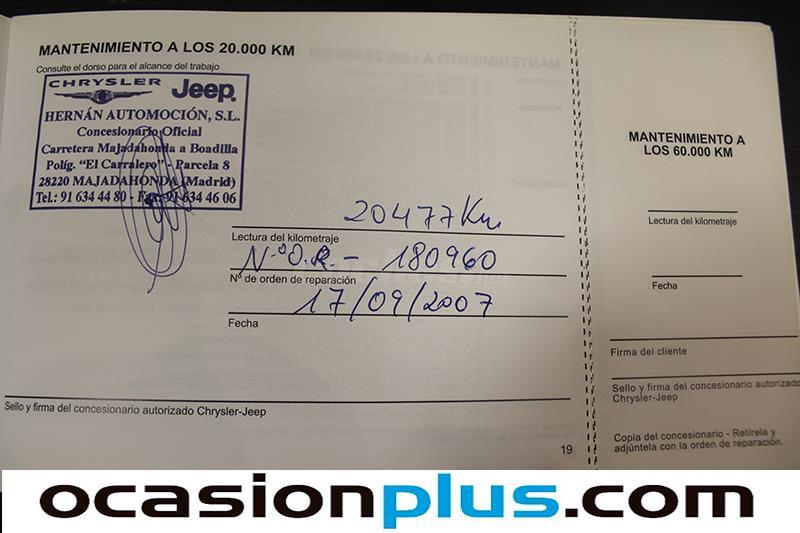 MANTENIMIENTO A LOS 20.000 KM
Consulte el dorso para el alcance del trabajo
CHRYSLER Jeep
HERNÁN AUTOMOCIÓN, S.L.
Concesionario Oficial
Carretera Majadahonda a Boadilla
Políg. "El Carralero" - Parcela 8
28220 MAJADAHONDA (Madrid)
Tel.: 91 634 44 80 - Fax: 91 634 46 06
20477 Km
Lectura del kilometraje
N.º O.R.- 180960
Nº de orden de reparación
17/09/2007
Fecha
Sello y firma del concesionario autorizado Chrysler-Jeep
19
MANTENIMIENTO A
LOS 60.000 KM
Lectura del kilometraje
Fecha
Firma del cliente
Sello y firma del concesionario autorizado
Chrysler-Jeep
Copia del concesionario - Retírela y
adjúntela con la orden de reparación.
ocasionplus.com